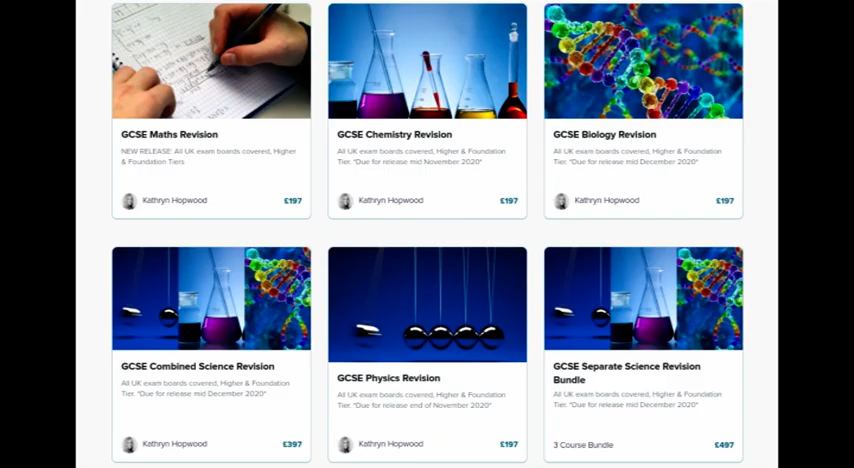 GCSE Maths Revision
NEW RELEASE: All UK exam boards covered, Higher
& Foundation Tiers
Kathryn Hopwood
£197
GCSE Chemistry Revision
All UK exam boards covered, Higher & Foundation
Tier. *Due for release mid November 2020*
Kathryn Hopwood
£197
GCSE Biology Revision
All UK exam boards covered, Higher & Foundation
Tier. *Due for release mid December 2020*
Kathryn Hopwood
£197
GCSE Combined Science Revision
All UK exam boards covered, Higher & Foundation
Tier. *Due for release mid December 2020*
Kathryn Hopwood
£397
GCSE Physics Revision
All UK exam boards covered, Higher & Foundation
Tier. *Due for release end of November 2020*
Kathryn Hopwood
£197
GCSE Separate Science Revision
Bundle
All UK exam boards covered, Higher & Foundation
Tier. *Due for release mid December 2020*
3 Course Bundle
£497